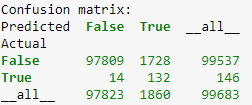 Confusion matrix:
Predicted  False  True  __all__
Actual
False      97809  1728    99537
True          14   132      146
__all__    97823  1860    99683